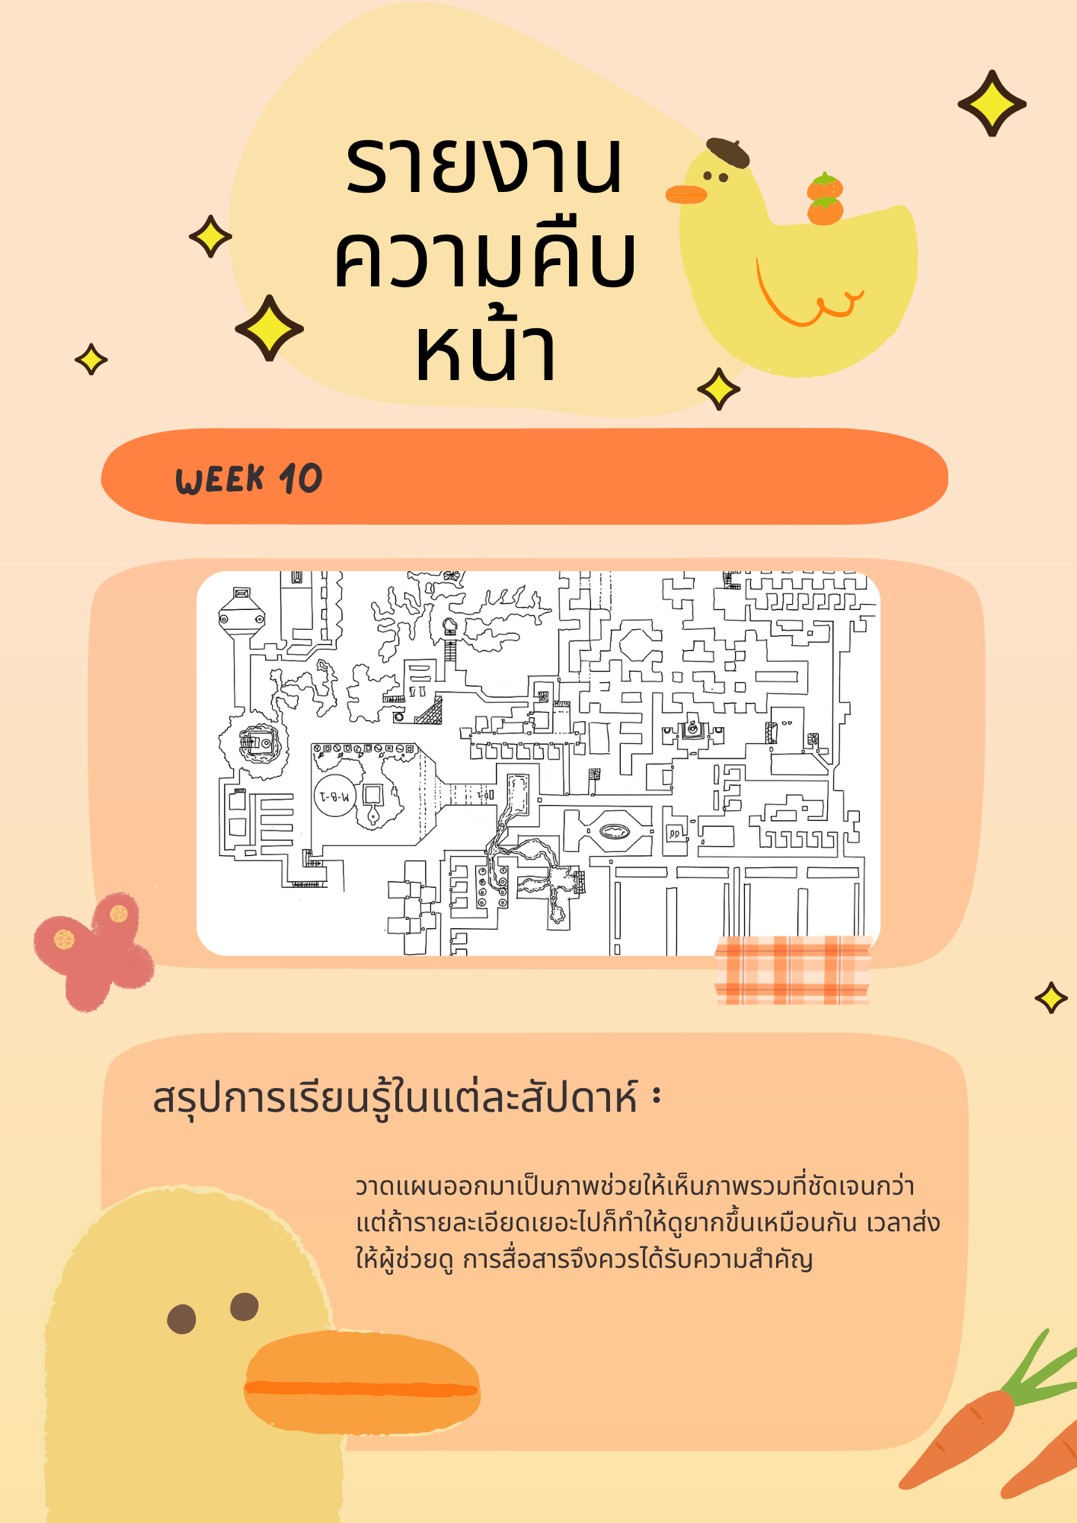 รายงาน
ความคืบ
หน้า
WEEK 10
M-B-1
สรุปการเรียนรู้ในแต่ละสัปดาห์ :
วาดแผนออกมาเป็นภาพช่วยให้เห็นภาพรวมที่ชัดเจนกว่า
แต่ถ้ารายละเอียดเยอะไปก็ทำให้ดูยากขึ้นเหมือนกัน เวลาส่ง
ให้ผู้ช่วยดู การสื่อสารจึงควรได้รับความสำคัญ